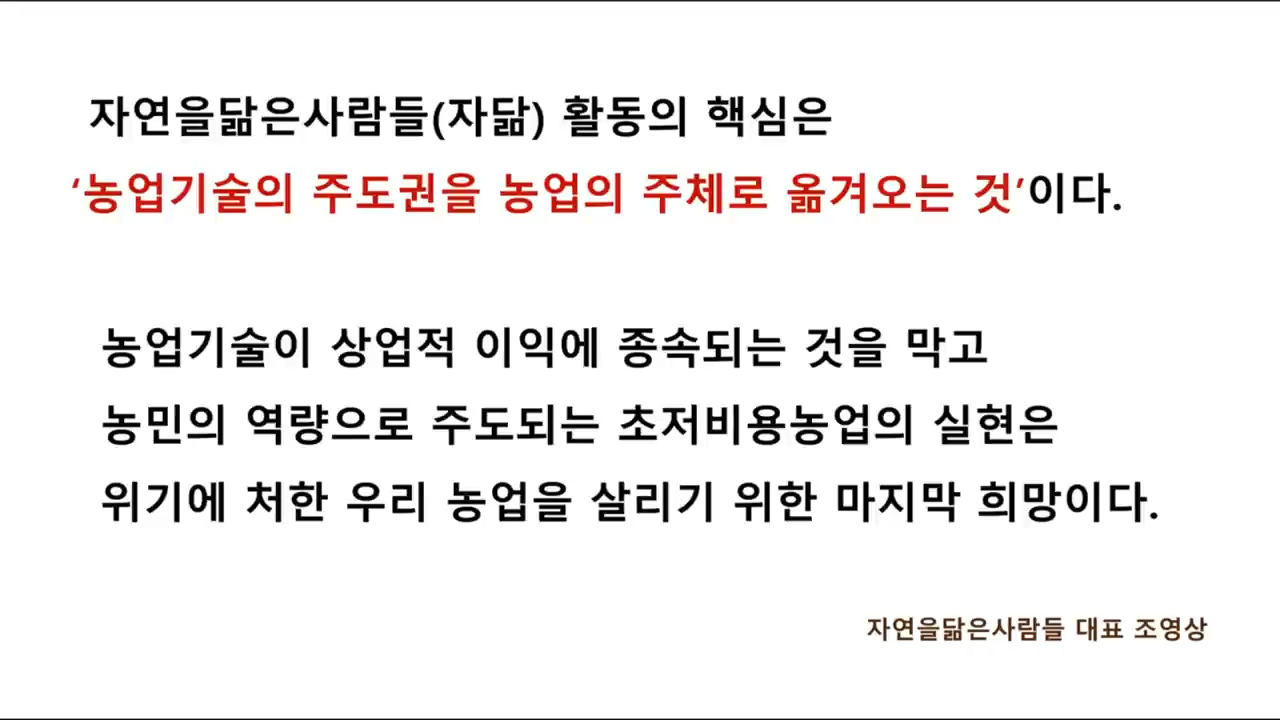 자연을닮은사람들(자닮) 활동의 핵심은
‘농업기술의 주도권을 농업의 주체로 옮겨오는 것’이다.
농업기술이 상업적 이익에 종속되는 것을 막고
농민의 역량으로 주도되는 초저비용농업의 실현은
위기에 처한 우리 농업을 살리기 위한 마지막 희망이다.
자연을닮은사람들 대표 조영상